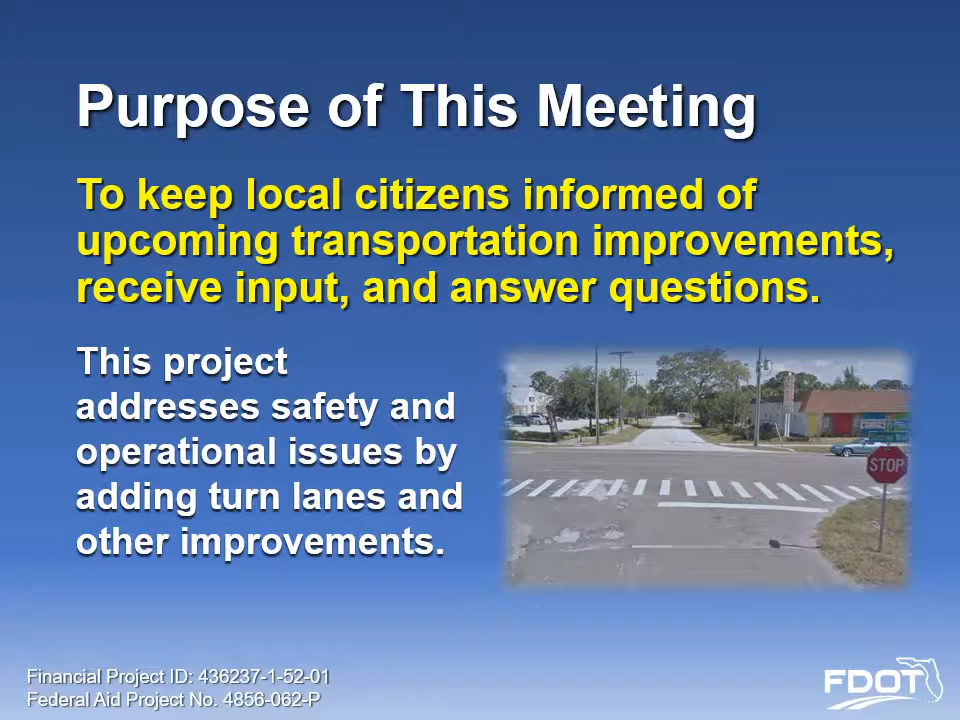 Purpose of This Meeting
To keep local citizens informed of
upcoming transportation improvements,
receive input, and answer questions.
This project
addresses safety and
operational issues by
adding turn lanes and
other improvements.
STOP
Financial Project ID: 436237-1-52-01
Federal Aid Project No. 4856-062-P
FDOT